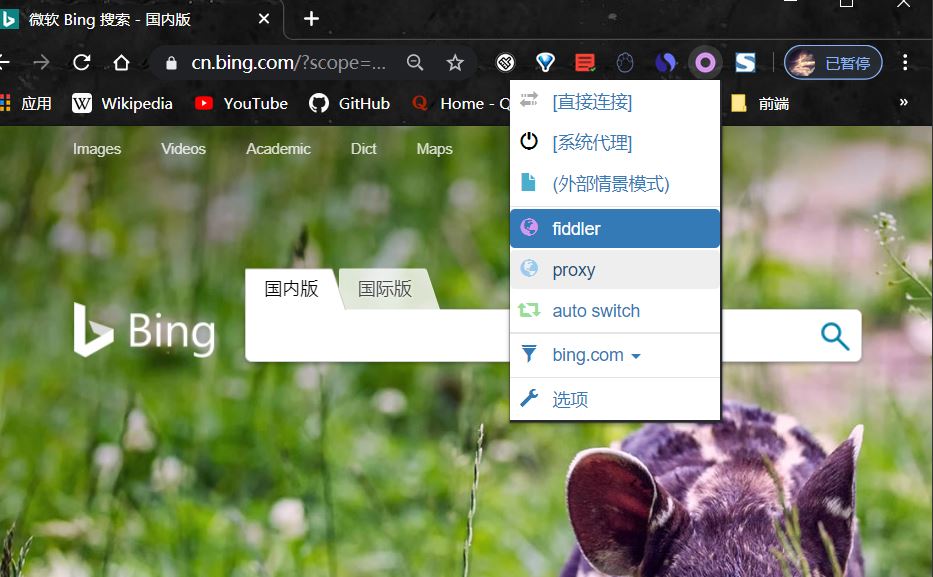 微软 Bing 搜索 - 国内版
cn.bing.com/?scope=...
已暂停
应用
Wikipedia
YouTube
GitHub
Home - Q
前端
»
Images
Videos
Academic
Dict
Maps
[直接连接]
[系统代理]
(外部情景模式)
fiddler
proxy
auto switch
bing.com
选项
国内版
国际版
Bing